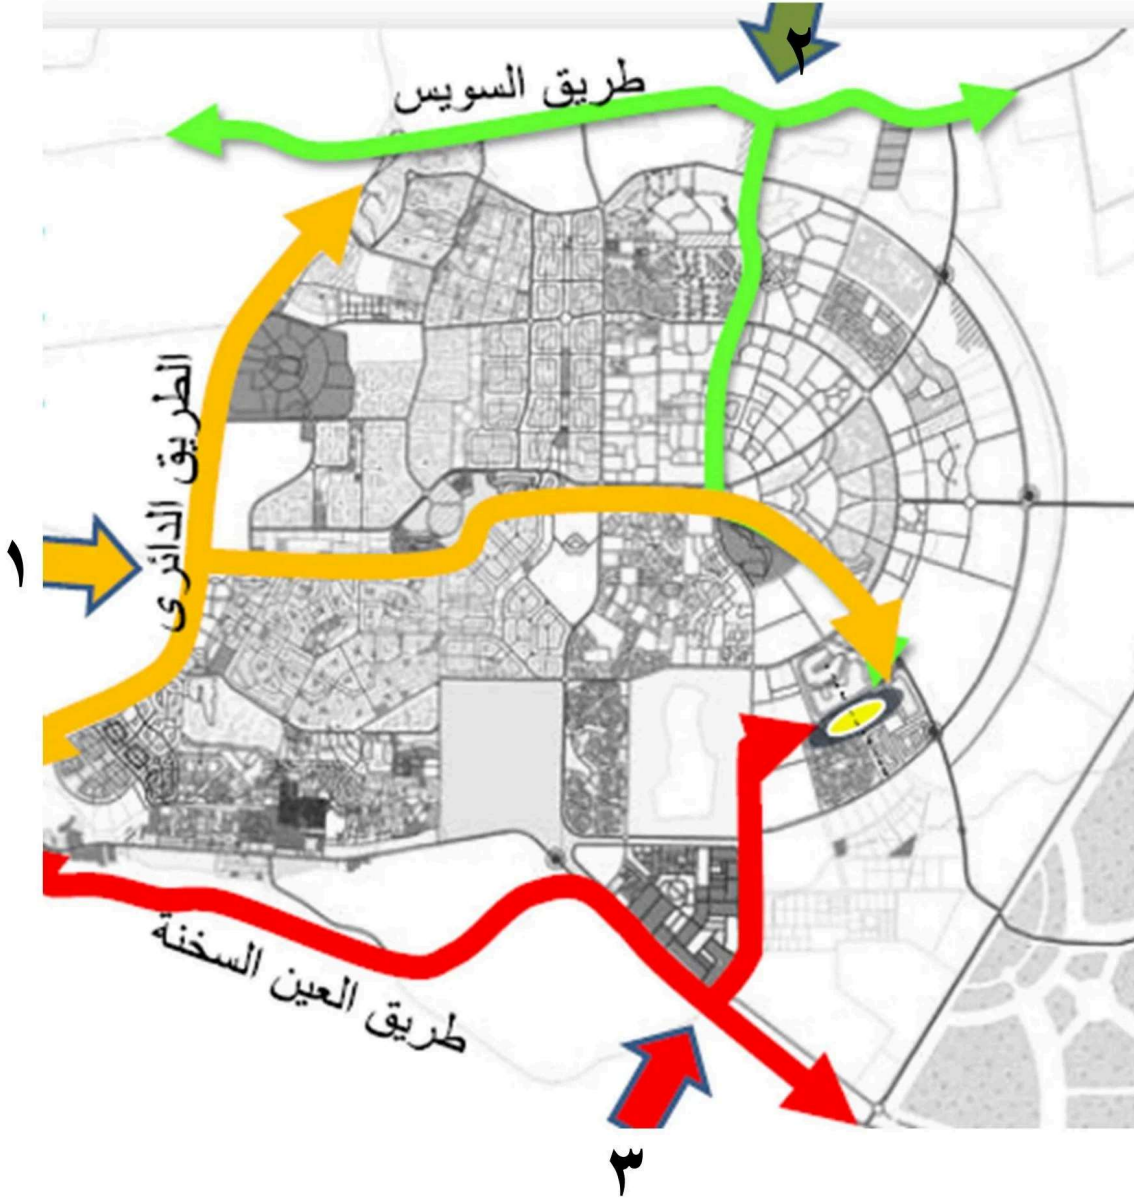 ٢
طريق السويس
الطريق الدائرى
١
طريق العين السخنة
٣